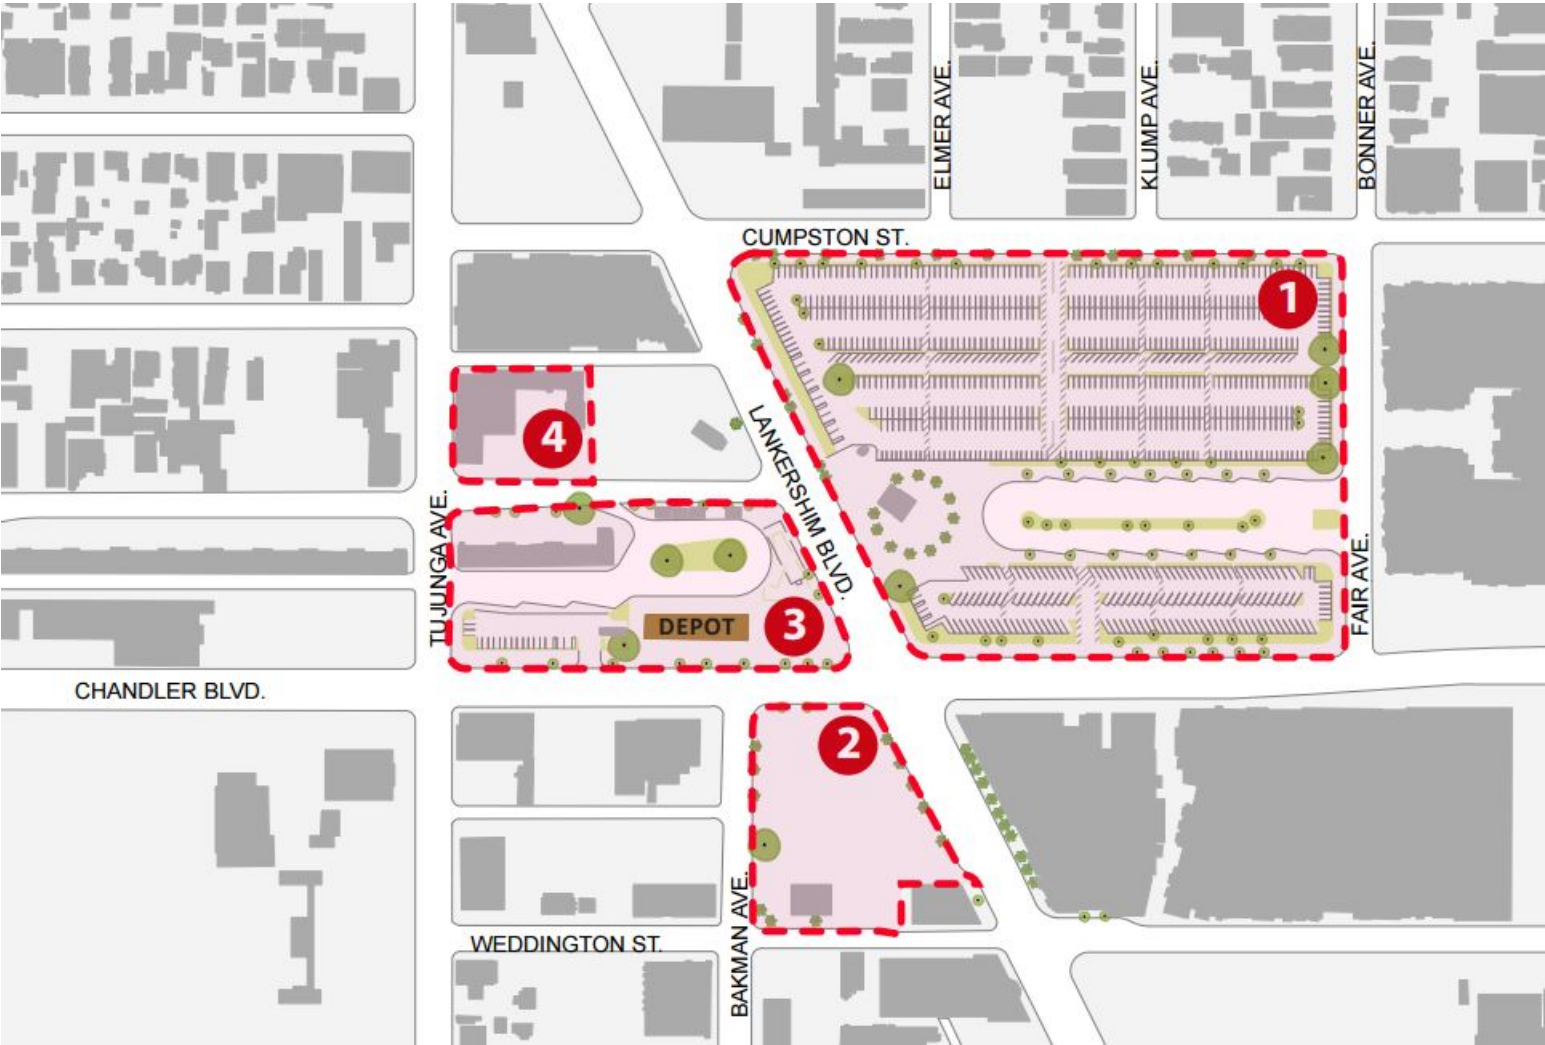 ELMER AVE.
KLUMP AVE.
BONNER AVE.
CUMPSTON ST.
1
4
LANKERSHIM BLVD.
TUJUNGA AVE.
DEPOT
3
FAIR AVE.
CHANDLER BLVD.
2
BAKMAN AVE.
WEDDINGTON ST.